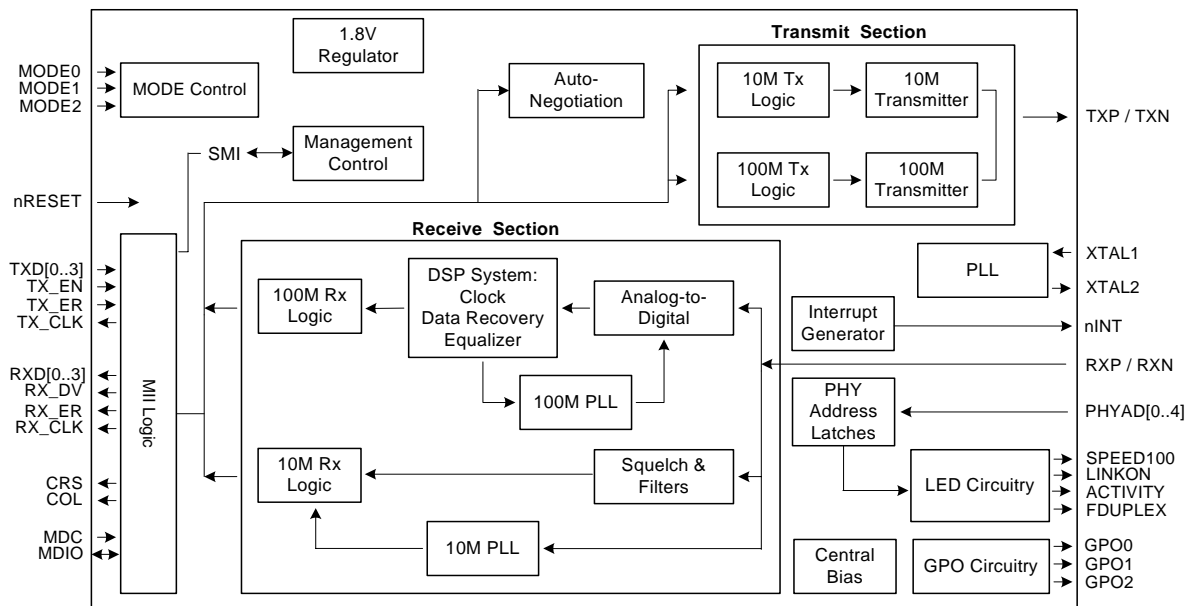 1.8V
Regulator
MODE0
MODE1
MODE2
MODE Control
Auto-
Negotiation
SMI
Management
Control
Transmit Section
10M Tx
Logic
10M
Transmitter
100M Tx
Logic
100M
Transmitter
TXP / TXN
nRESET
Receive Section
TXD[0..3]
TX_EN
TX_ER
TX_CLK
RXD[0..3]
RX_DV
RX_ER
RX_CLK
CRS
COL
MDC
MDIO
MII Logic
100M Rx
Logic
DSP System:
Clock
Data Recovery
Equalizer
Analog-to-
Digital
100M PLL
10M Rx
Logic
Squelch &
Filters
10M PLL
PLL
XTAL1
XTAL2
Interrupt
Generator
nINT
RXP / RXN
PHY
Address
Latches
PHYAD[0..4]
LED Circuitry
SPEED100
LINKON
ACTIVITY
FDUPLEX
Central
Bias
GPO Circuitry
GPO0
GPO1
GPO2